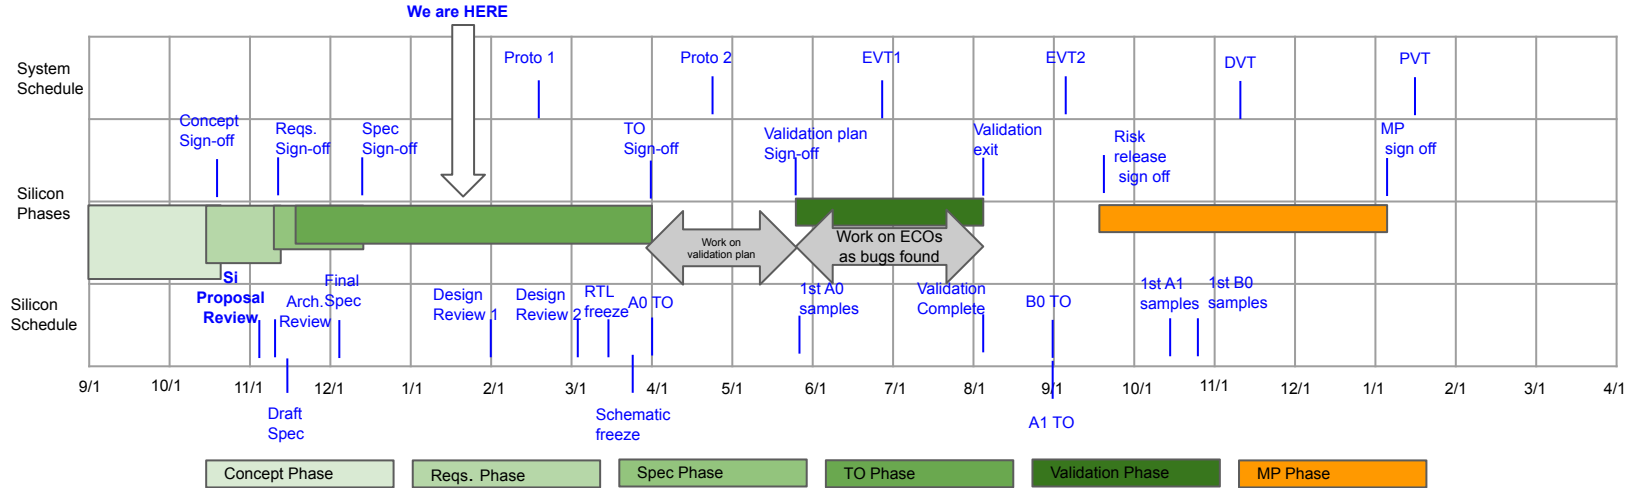 We are HERE
System
Schedule
Proto 1
Proto 2
EVT1
EVT2
DVT
PVT
Concept
Sign-off
Reqs.
Sign-off
Spec
Sign-off
TO
Sign-off
Validation plan
Sign-off
Validation
exit
Risk
release
sign off
MP
sign off
Silicon
Phases
Work on
validation plan
Work on ECOs
as bugs found
Silicon
Schedule
Si
Proposal
Review
Arch.
Review
Final
Spec
Design
Review 1
Design
Review 2
RTL
freeze
A0 TO
1st A0
samples
Validation
Complete
B0 TO
1st A1
samples
1st B0
samples
9/1
10/1
11/1
12/1
1/1
2/1
3/1
4/1
5/1
6/1
7/1
8/1
9/1
10/1
11/1
12/1
1/1
2/1
3/1
4/1
Draft
Spec
Schematic
freeze
A1 TO
Concept Phase
Reqs. Phase
Spec Phase
TO Phase
Validation Phase
MP Phase